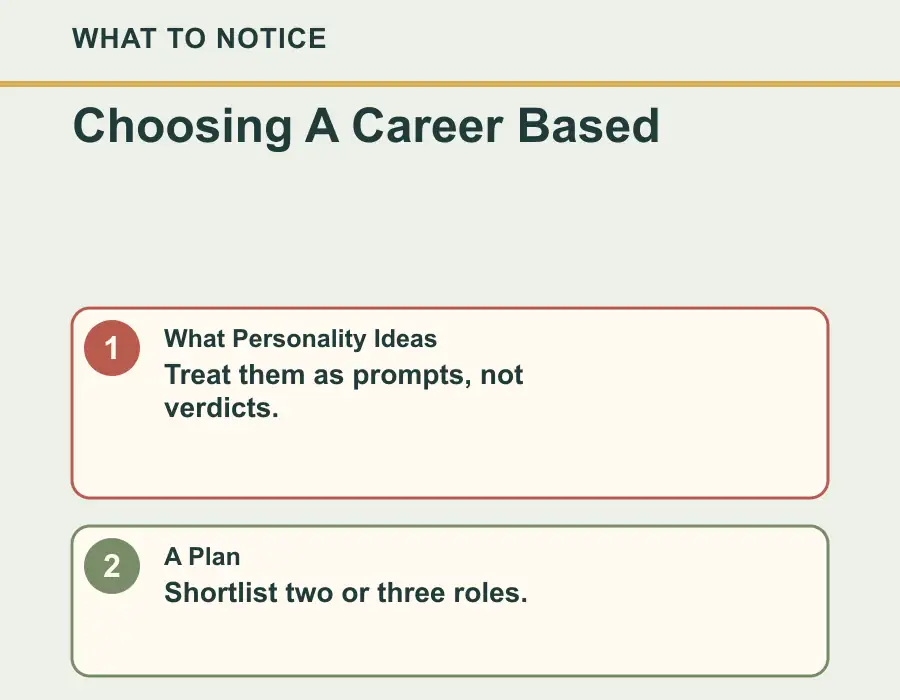 WHAT TO NOTICE
Choosing A Career Based
1
What Personality Ideas
Treat them as prompts, not
verdicts.
2
A Plan
Shortlist two or three roles.